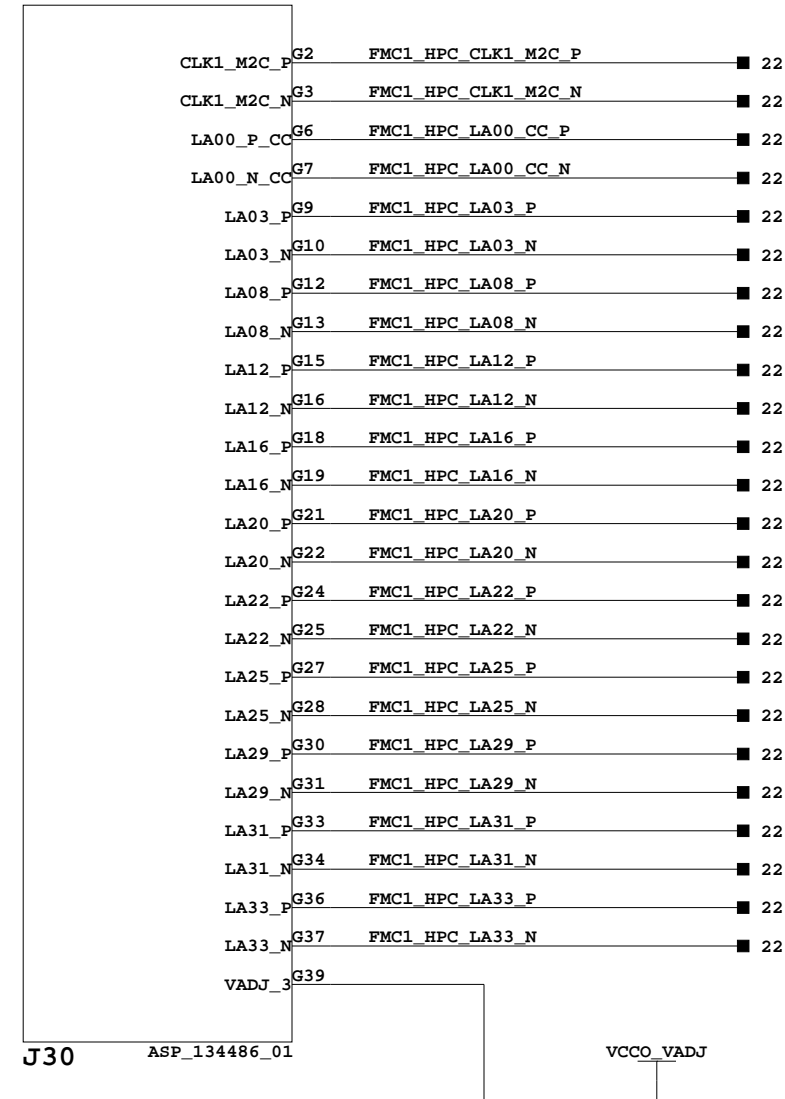 CLK1_M2C_P G2 FMC1_HPC_CLK1_M2C_P 22
CLK1_M2C_N G3 FMC1_HPC_CLK1_M2C_N 22
LA00_P_CC G6 FMC1_HPC_LA00_CC_P 22
LA00_N_CC G7 FMC1_HPC_LA00_CC_N 22
LA03_P G9 FMC1_HPC_LA03_P 22
LA03_N G10 FMC1_HPC_LA03_N 22
LA08_P G12 FMC1_HPC_LA08_P 22
LA08_N G13 FMC1_HPC_LA08_N 22
LA12_P G15 FMC1_HPC_LA12_P 22
LA12_N G16 FMC1_HPC_LA12_N 22
LA16_P G18 FMC1_HPC_LA16_P 22
LA16_N G19 FMC1_HPC_LA16_N 22
LA20_P G21 FMC1_HPC_LA20_P 22
LA20_N G22 FMC1_HPC_LA20_N 22
LA22_P G24 FMC1_HPC_LA22_P 22
LA22_N G25 FMC1_HPC_LA22_N 22
LA25_P G27 FMC1_HPC_LA25_P 22
LA25_N G28 FMC1_HPC_LA25_N 22
LA29_P G30 FMC1_HPC_LA29_P 22
LA29_N G31 FMC1_HPC_LA29_N 22
LA31_P G33 FMC1_HPC_LA31_P 22
LA31_N G34 FMC1_HPC_LA31_N 22
LA33_P G36 FMC1_HPC_LA33_P 22
LA33_N G37 FMC1_HPC_LA33_N 22
VADJ_3 G39
J30 ASP_134486_01 VCCO_VADJ